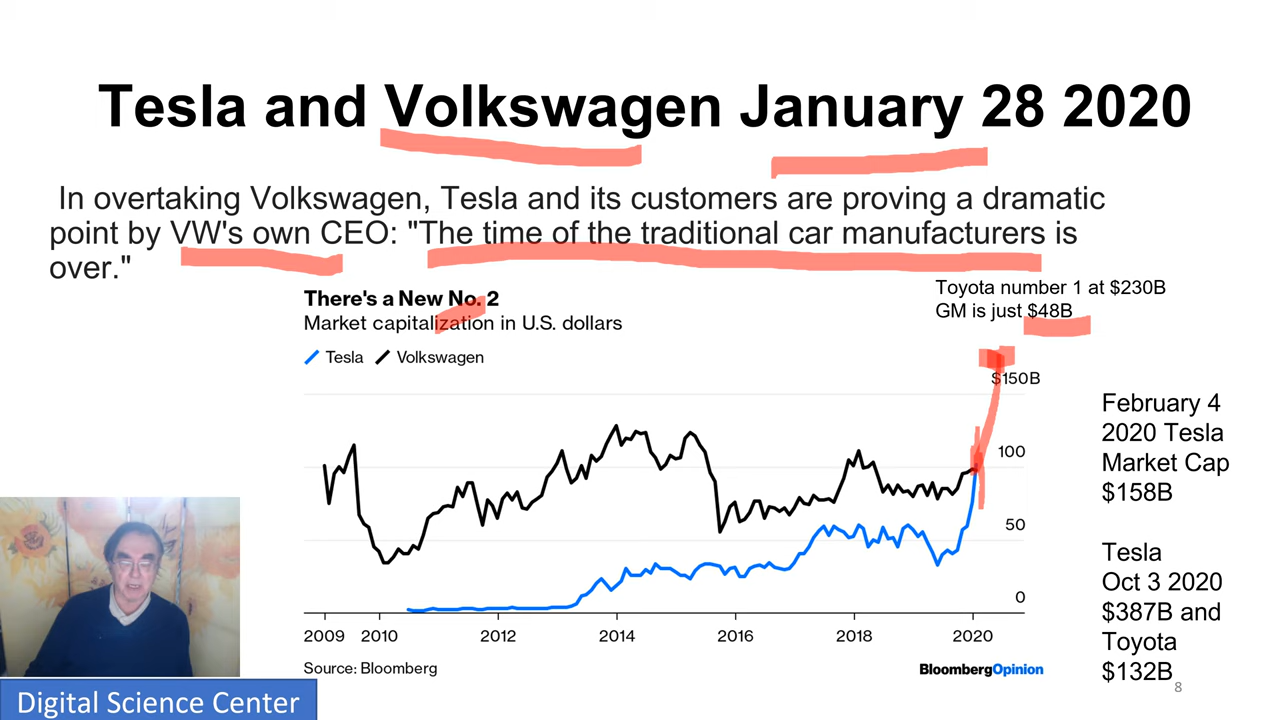 Tesla and Volkswagen January 28 2020
In overtaking Volkswagen, Tesla and its customers are proving a dramatic
point by VW's own CEO: "The time of the traditional car manufacturers is
over."
Toyota number 1 at $230B
GM is just $48B
There's a New No. 2
Market capitalization in U.S. dollars
Tesla Volkswagen
$150B
100
50
0
2009 2010 2012 2014 2016 2018 2020
Source: Bloomberg
BloombergOpinion
February 4
2020 Tesla
Market Cap
$158B
Tesla
Oct 3 2020
$387B and
Toyota
$132B
8
Digital Science Center